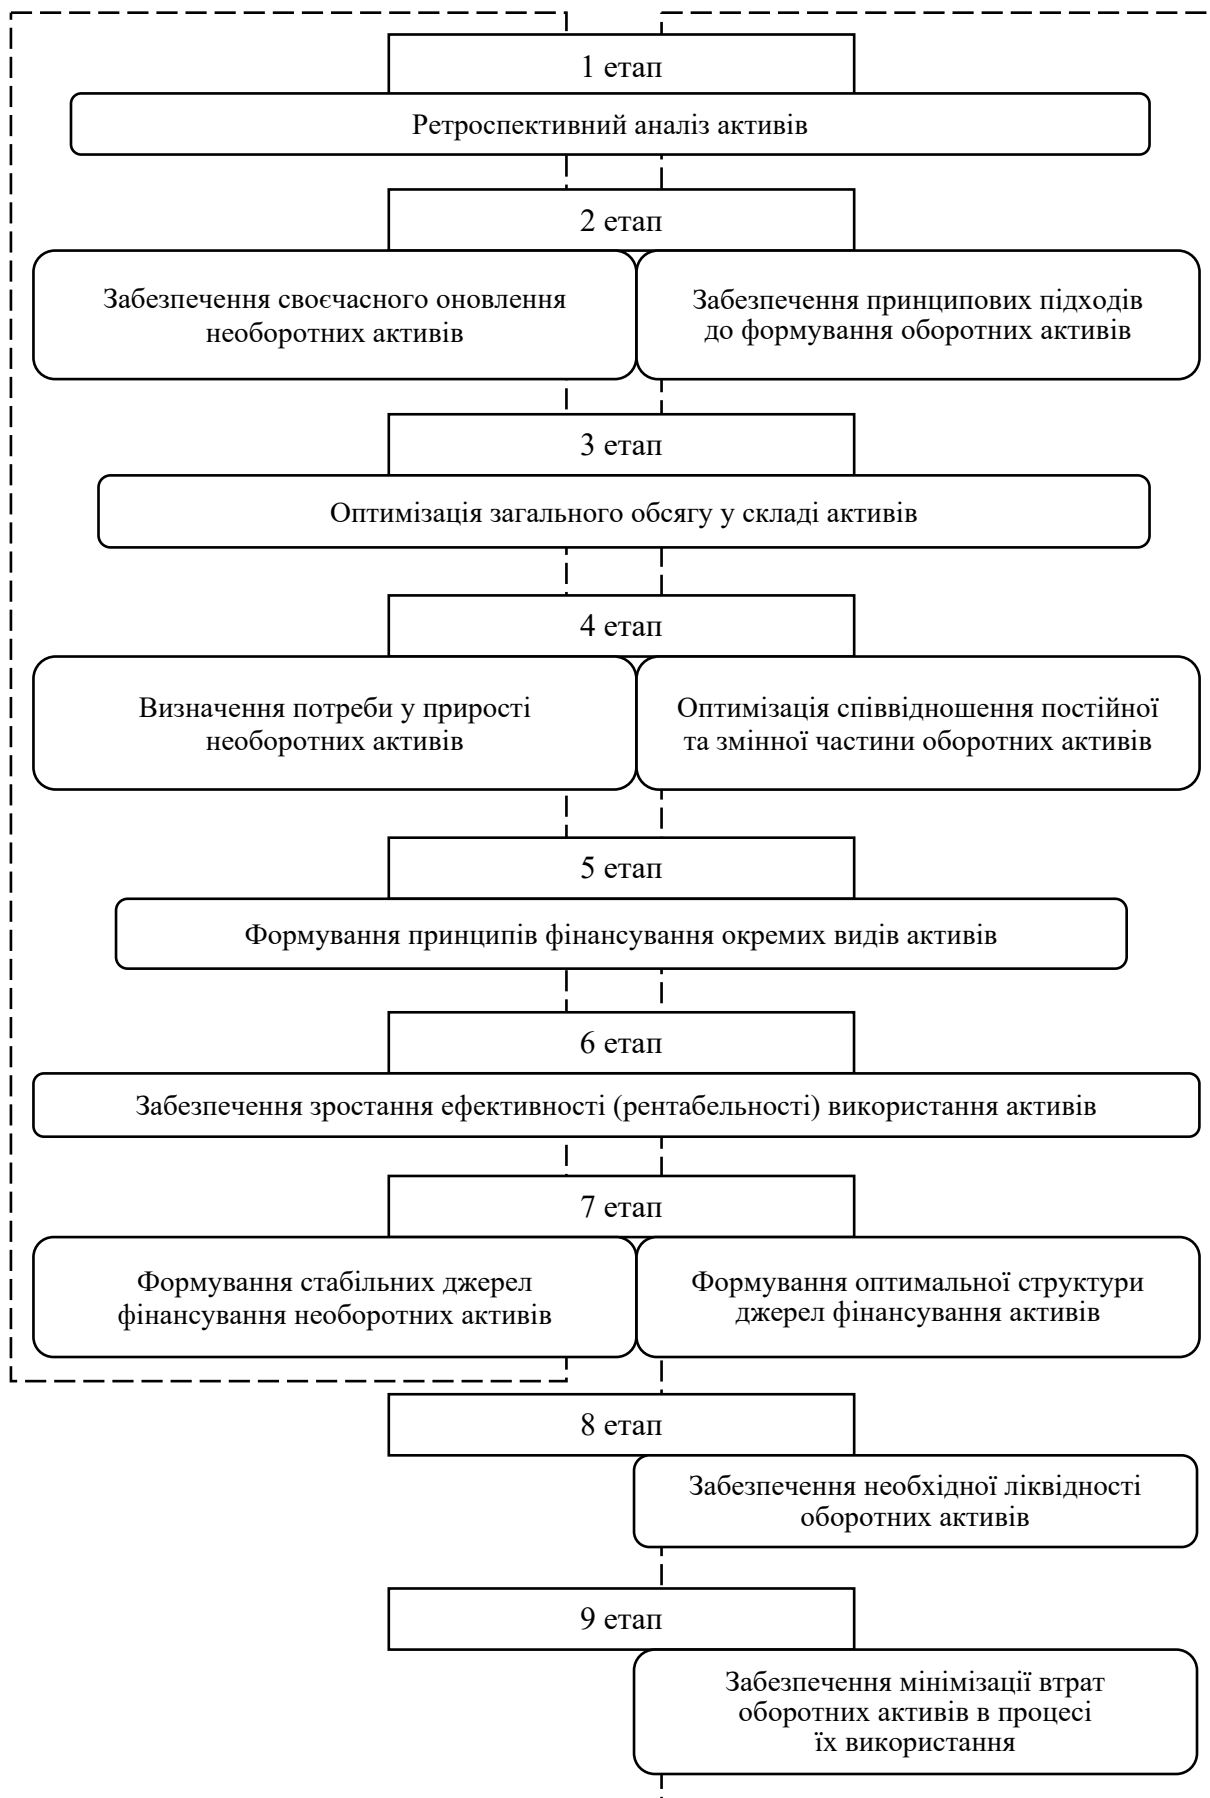 1 етап
Ретроспективний аналіз активів
2 етап
Забезпечення своєчасного оновлення
необоротних активів
Забезпечення принципових підходів
до формування оборотних активів
3 етап
Оптимізація загального обсягу у складі активів
4 етап
Визначення потреби у прирості
необоротних активів
Оптимізація співвідношення постійної
та змінної частини оборотних активів
5 етап
Формування принципів фінансування окремих видів активів
6 етап
Забезпечення зростання ефективності (рентабельності) використання активів
7 етап
Формування стабільних джерел
фінансування необоротних активів
Формування оптимальної структури
джерел фінансування активів
8 етап
Забезпечення необхідної ліквідності
оборотних активів
9 етап
Забезпечення мінімізації втрат
оборотних активів в процесі
їх використання